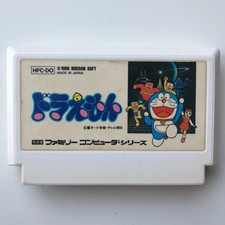 HFC-DO
© 1986 HUDSON SOFT
MADE IN JAPAN
ドラえもん
ファミリー コンピュータ シリーズ